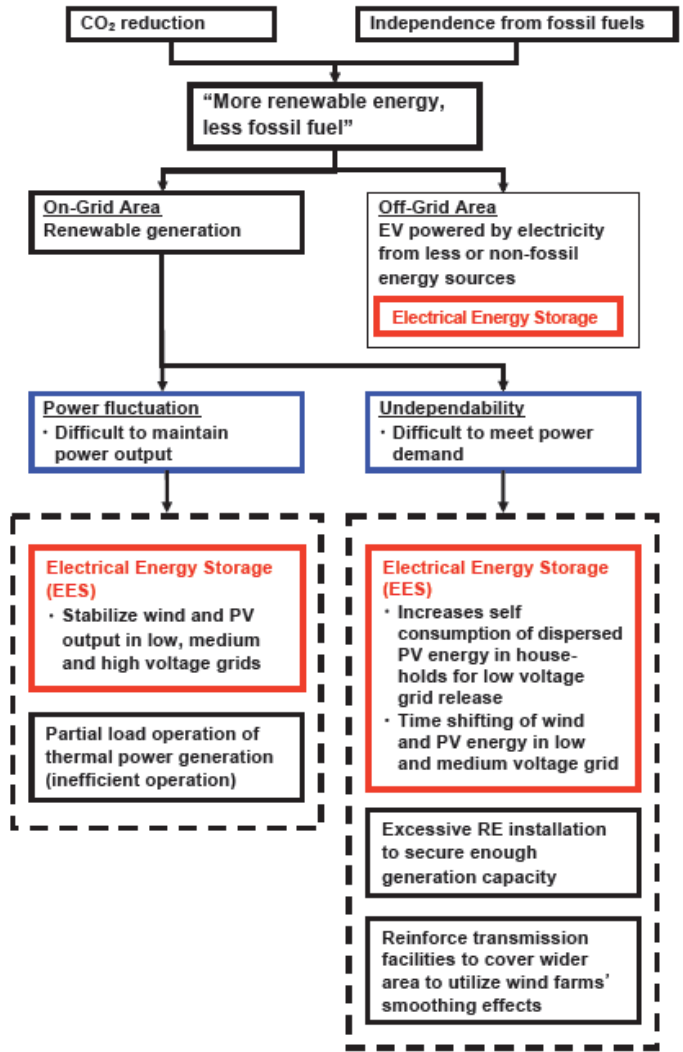 CO₂ reduction
Independence from fossil fuels
“More renewable energy,
less fossil fuel”
On-Grid Area
Renewable generation
Off-Grid Area
EV powered by electricity
from less or non-fossil
energy sources
Electrical Energy Storage
Power fluctuation
· Difficult to maintain
power output
Undependability
· Difficult to meet power
demand
Electrical Energy Storage
(EES)
· Stabilize wind and PV
output in low, medium
and high voltage grids
Partial load operation of
thermal power generation
(inefficient operation)
Electrical Energy Storage
(EES)
· Increases self
consumption of dispersed
PV energy in house-
holds for low voltage
grid release
· Time shifting of wind
and PV energy in low
and medium voltage grid
Excessive RE installation
to secure enough
generation capacity
Reinforce transmission
facilities to cover wider
area to utilize wind farms’
smoothing effects